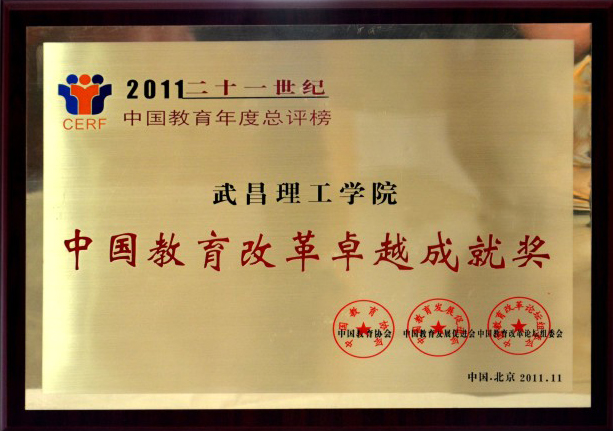 2011二十一世纪
CERF
中国教育年度总评榜
武昌理工学院
中国教育改革卓越成就奖
中国教育协会 中国教育发展促进会 中国教育改革论坛组委会
中国.北京 2011.11